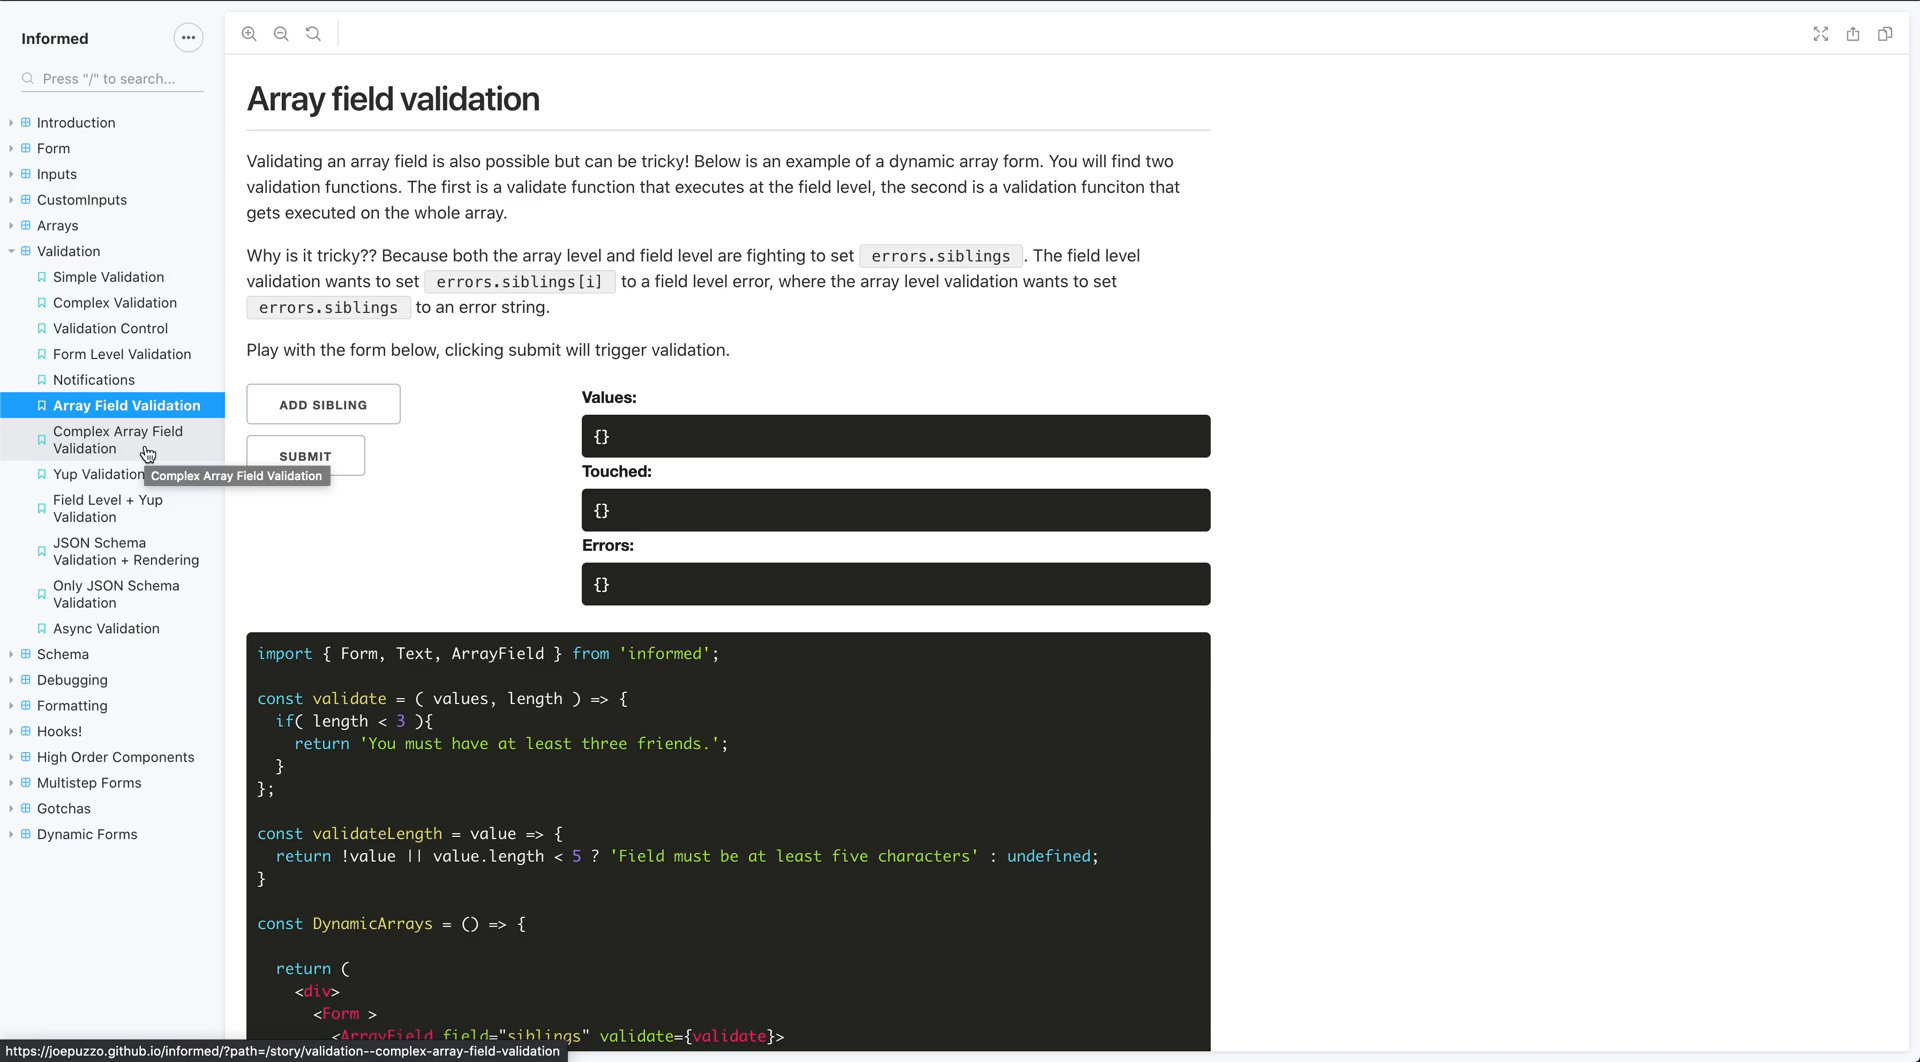 Informed
Press "/" to search...
Introduction
Form
Inputs
CustomInputs
Arrays
Validation
Simple Validation
Complex Validation
Validation Control
Form Level Validation
Notifications
Array Field Validation
Complex Array Field
Validation
Yup Validation
Complex Array Field Validation
Field Level + Yup
Validation
JSON Schema
Validation + Rendering
Only JSON Schema
Validation
Async Validation
Schema
Debugging
Formatting
Hooks!
High Order Components
Multistep Forms
Gotchas
Dynamic Forms
Array field validation
Validating an array field is also possible but can be tricky! Below is an example of a dynamic array form. You will find two
validation functions. The first is a validate function that executes at the field level, the second is a validation funciton that
gets executed on the whole array.
Why is it tricky?? Because both the array level and field level are fighting to set errors.siblings . The field level
validation wants to set errors.siblings[i] to a field level error, where the array level validation wants to set
errors.siblings to an error string.
Play with the form below, clicking submit will trigger validation.
ADD SIBLING
SUBMIT
Values:
{}
Touched:
{}
Errors:
{}
import { Form, Text, ArrayField } from 'informed';
const validate = ( values, length ) => {
if( length < 3 ){
return 'You must have at least three friends.';
}
};
const validateLength = value => {
return !value || value.length < 5 ? 'Field must be at least five characters' : undefined;
}
const DynamicArrays = () => {
return (
<div>
<Form >
<ArrayField field="siblings" validate={validate}>
https://joepuzzo.github.io/informed/?path=/story/validation--complex-array-field-validation